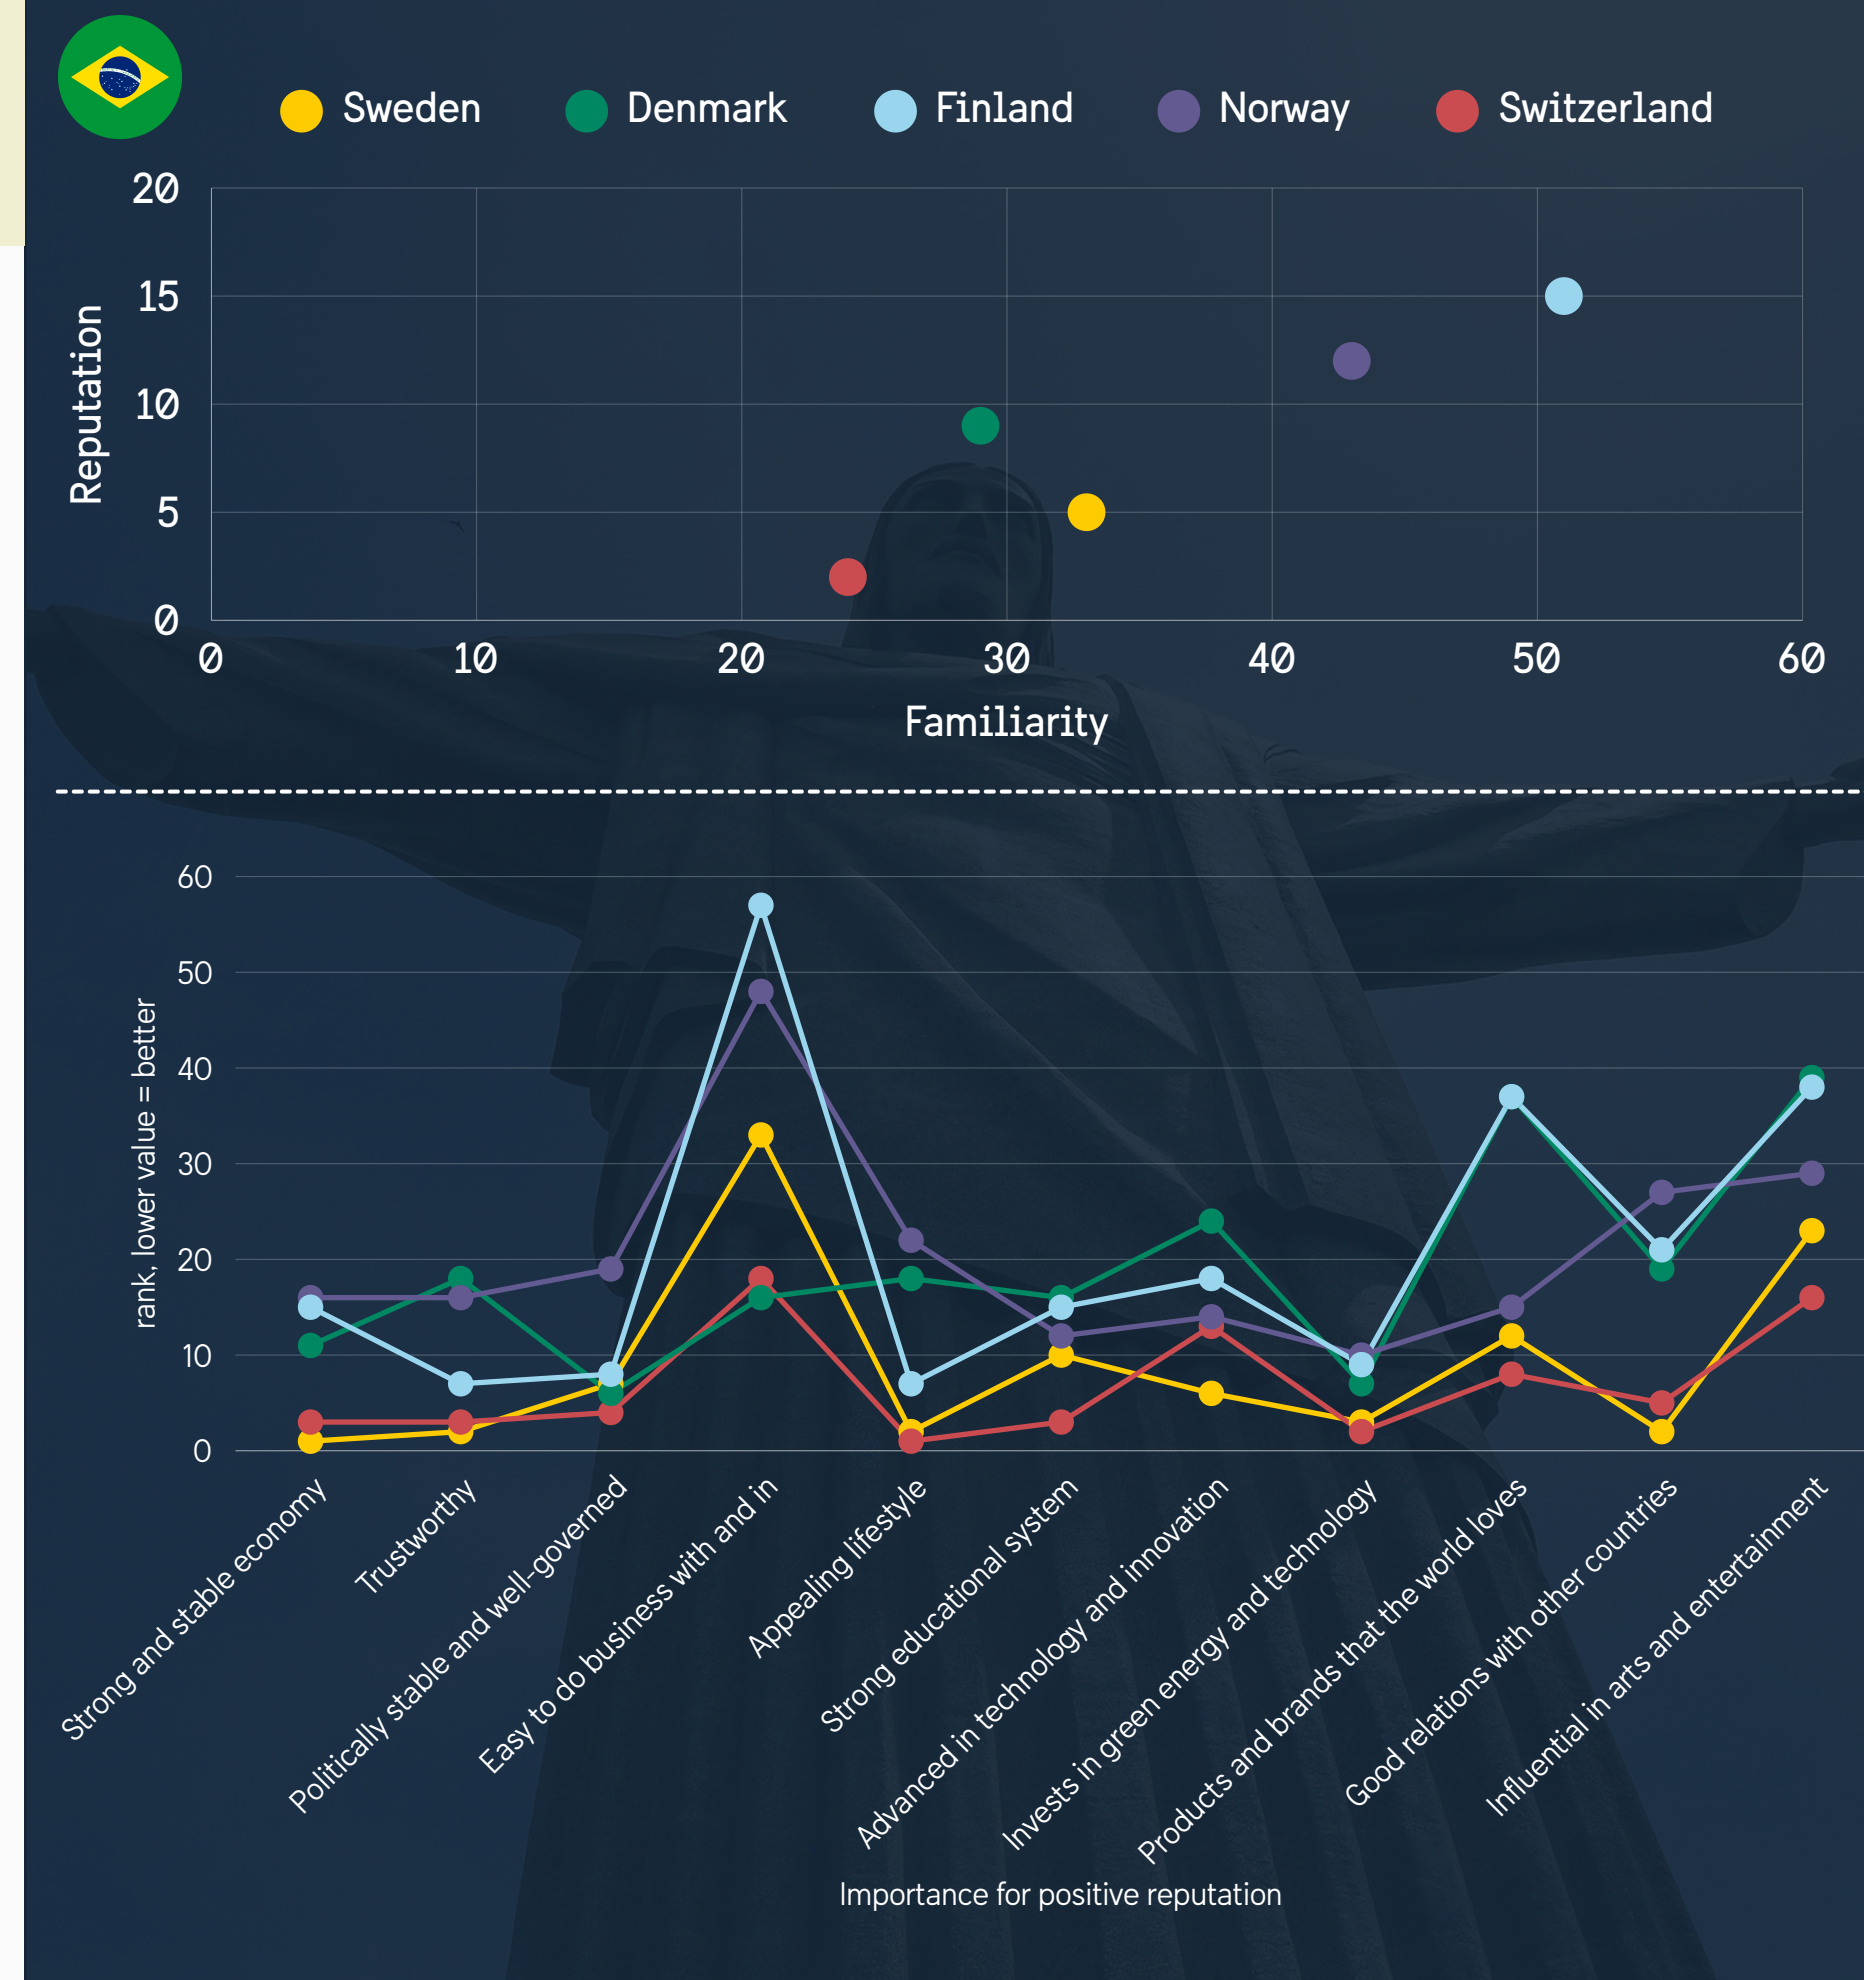 Sweden Denmark Finland Norway Switzerland
20
15
10
5
0
Reputation
0 10 20 30 40 50 60
Familiarity
60
50
40
30
20
10
0
rank, lower value = better
Strong and stable economy
Trustworthy
Politically stable and well-governed
Easy to do business with and in
Appealing lifestyle
Strong educational system
Advanced in technology and innovation
Invests in green energy and technology
Products and brands that the world loves
Good relations with other countries
Influential in arts and entertainment
Importance for positive reputation